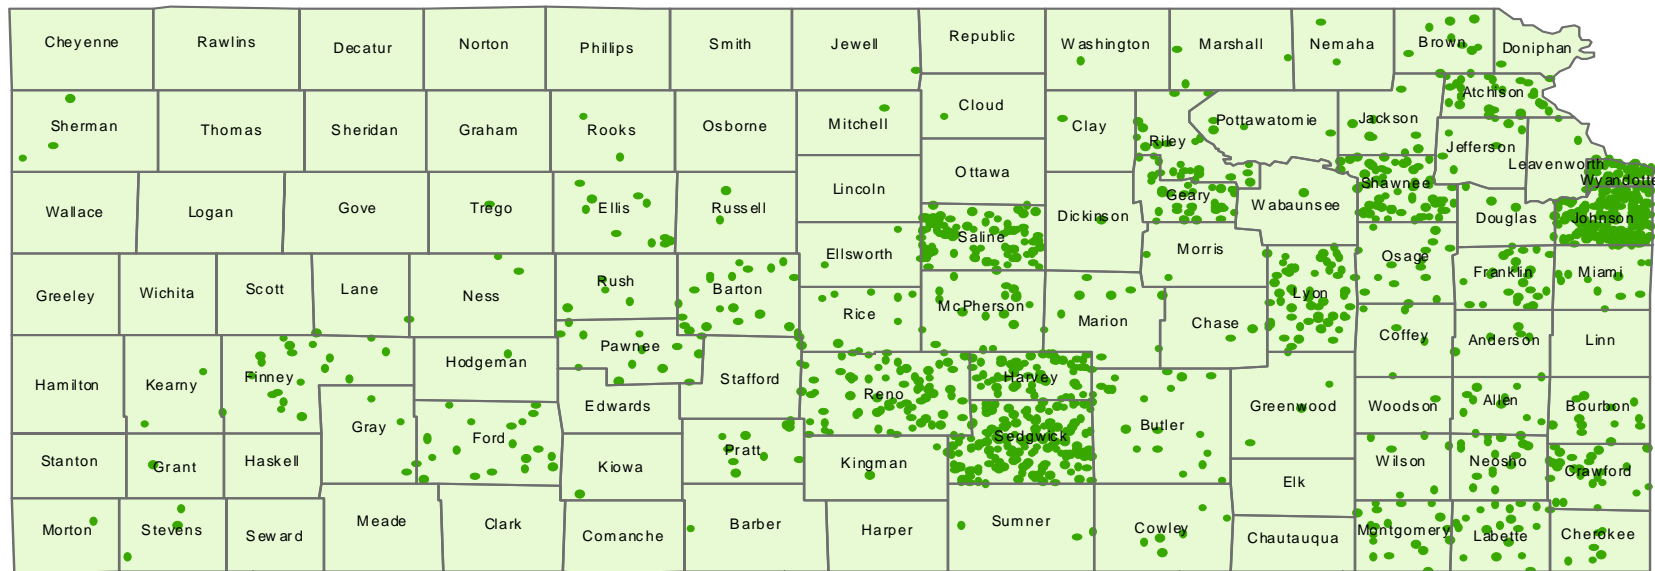 Cheyenne
Rawlins
Decatur
Norton
Phillips
Smith
Jewell
Republic
Washington
Marshall
Nemaha
Brown
Doniphan
Sherman
Thomas
Sheridan
Graham
Rooks
Osborne
Mitchell
Cloud
Clay
Riley
Pottawatomie
Jackson
Atchison
Jefferson
Leavenworth
Wyandotte
Wallace
Logan
Gove
Trego
Ellis
Russell
Lincoln
Ottawa
Dickinson
Geary
Wabaunsee
Shawnee
Douglas
Johnson
Ellsworth
Saline
Morris
Osage
Franklin
Miami
Greeley
Wichita
Scott
Lane
Ness
Rush
Barton
Rice
McPherson
Marion
Chase
Lyon
Coffey
Anderson
Linn
Hamilton
Kearny
Finney
Hodgeman
Pawnee
Stafford
Reno
Harvey
Edwards
Gray
Ford
Pratt
Kingman
Sedgwick
Butler
Greenwood
Woodson
Allen
Bourbon
Stanton
Grant
Haskell
Kiowa
Elk
Wilson
Neosho
Crawford
Morton
Stevens
Seward
Meade
Clark
Comanche
Barber
Harper
Sumner
Cowley
Chautauqua
Montgomery
Labette
Cherokee